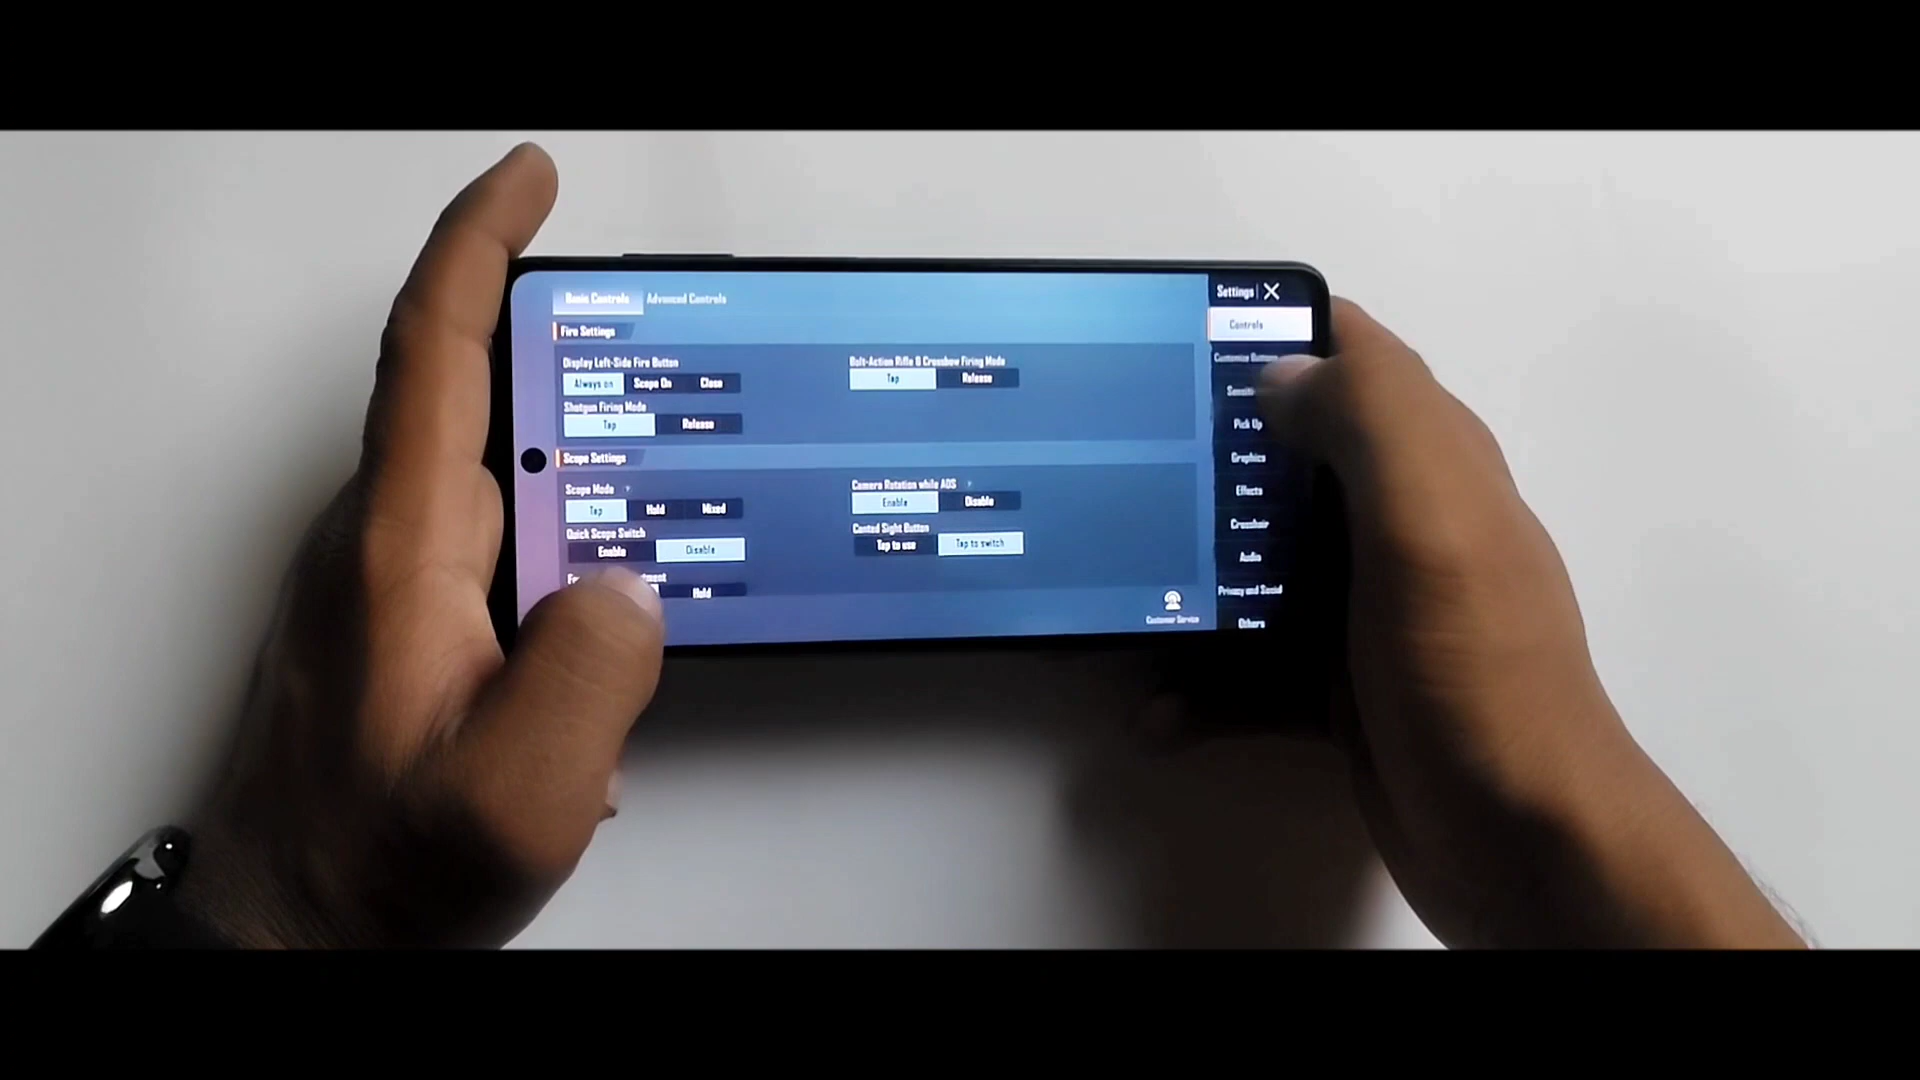 Basic Controls Advanced Controls
Fire Settings
Display Left-Side Fire Button
Always on Scope On Close
Bolt-Action Rifle & Crossbow Firing Mode
Tap Release
Shotgun Firing Mode
Tap Release
Scope Settings
Scope Mode ?
Tap Hold Mixed
Camera Rotation while ADS ?
Enable Disable
Quick Scope Switch
Enable Disable
Canted Sight Button
Tap to use Tap to switch
Hold
Customer Service
Settings
Controls
Customize Buttons
Pick Up
Graphics
Effects
Crosshair
Audio
Privacy and Social
Others